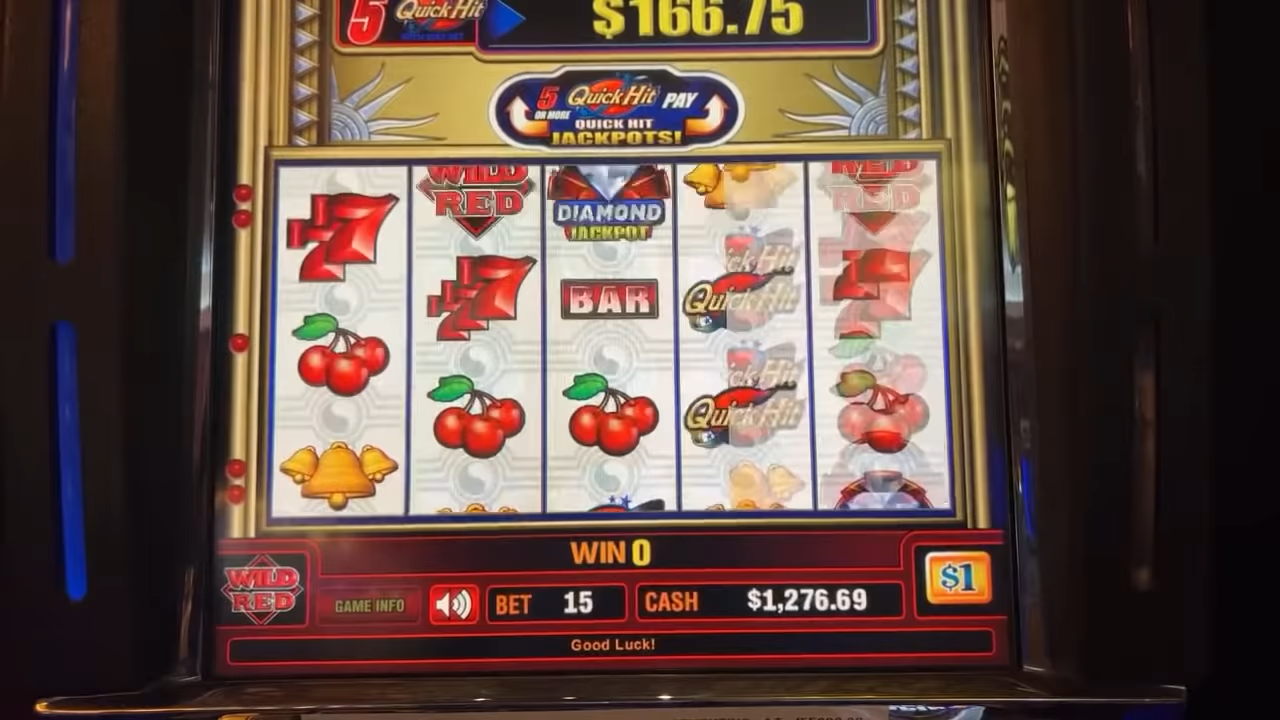 5 Quick Hit $166.75
5 Quick Hit PAY
OR MORE
QUICK HIT
JACKPOTS!
WILD
RED
DIAMOND
JACKPOT
RED
RED
Quick Hit
BAR
Quick Hit
WIN 0
WILD
RED
GAME INFO
BET 15
CASH $1,276.69
$1
Good Luck!